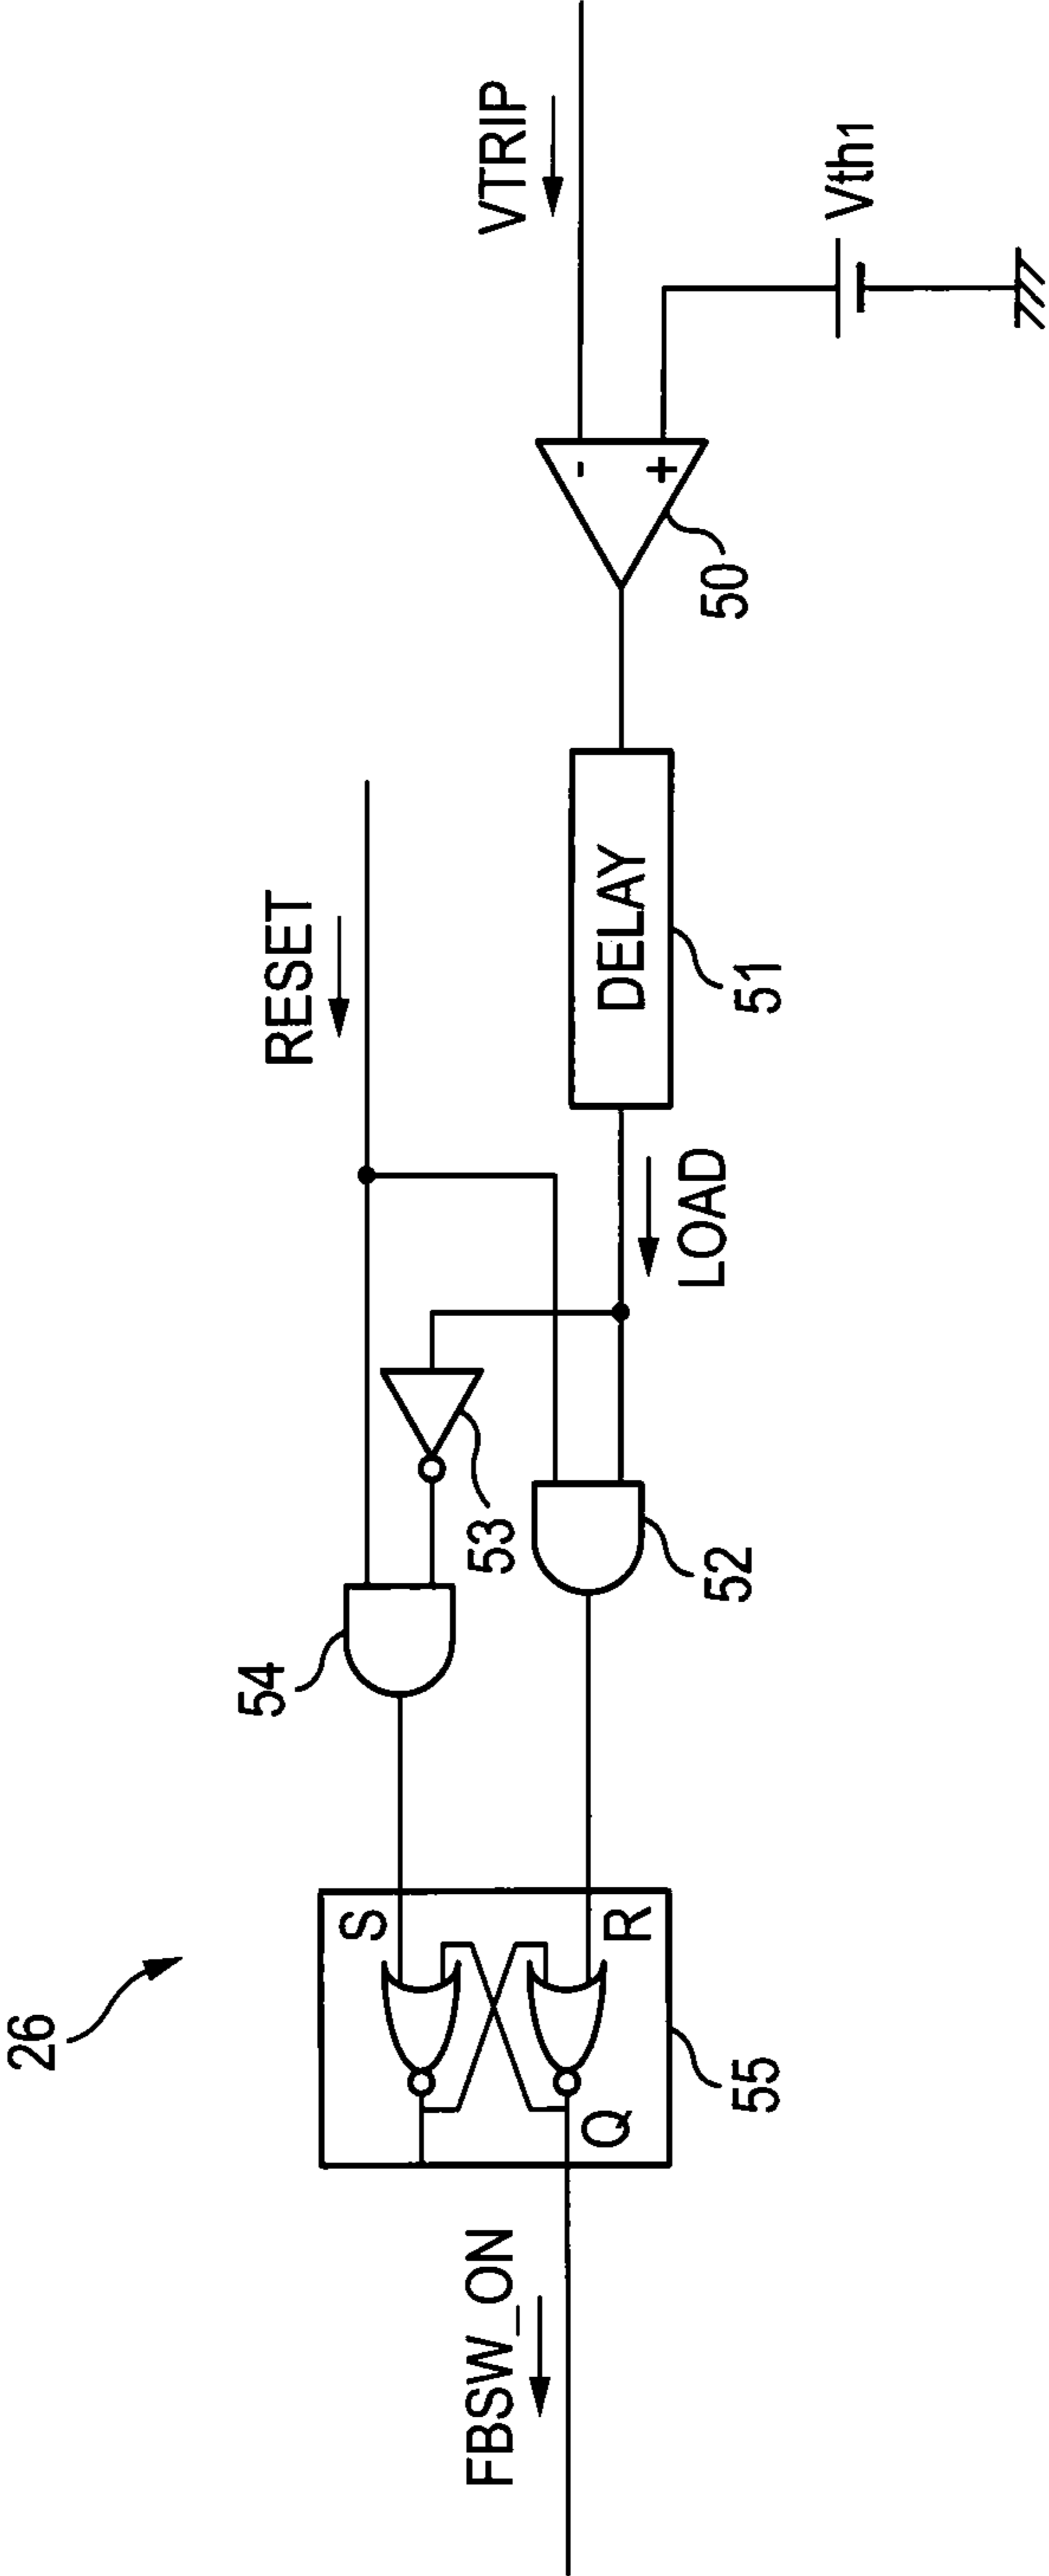 26
FBSW_ON
Q
S
R
55
54
53
52
RESET
LOAD
DELAY
51
50
-
+
VTRIP
Vth1